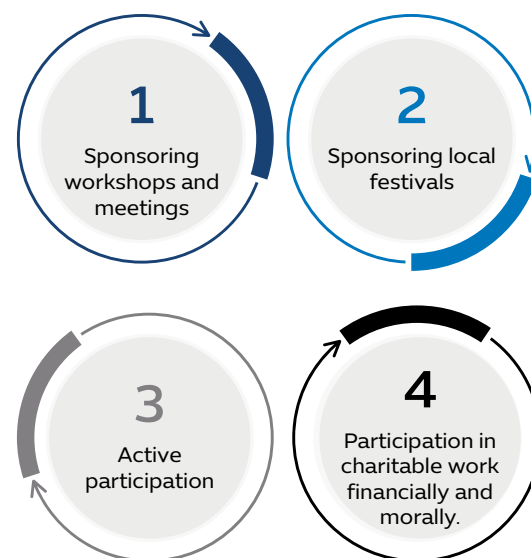 1
Sponsoring
workshops and
meetings
2
Sponsoring local
festivals
3
Active
participation
4
Participation in
charitable work
financially and
morally.